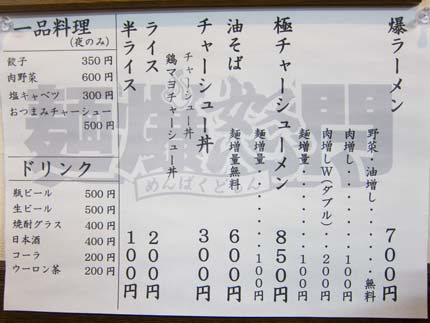 爆ラーメン 700円
野菜・油増し・・・・無料
肉増し・・・・100円
肉増しW(ダブル)・・・200円
麺増量・・・・100円
極チャーシューメン 850円
麺増量・・・・100円
麺増量無料
油そば 600円
チャーシュー丼 300円
チャーシュー丼
鶏マヨチャーシュー丼
ライス 200円
半ライス 100円
一品料理
(夜のみ)
餃子 350円
肉野菜 600円
塩キャベツ 300円
おつまみチャーシュー
500円
ドリンク
瓶ビール 500円
生ビール 500円
焼酎グラス 400円
日本酒 400円
コーラ 200円
ウーロン茶 200円
めんばくどもん